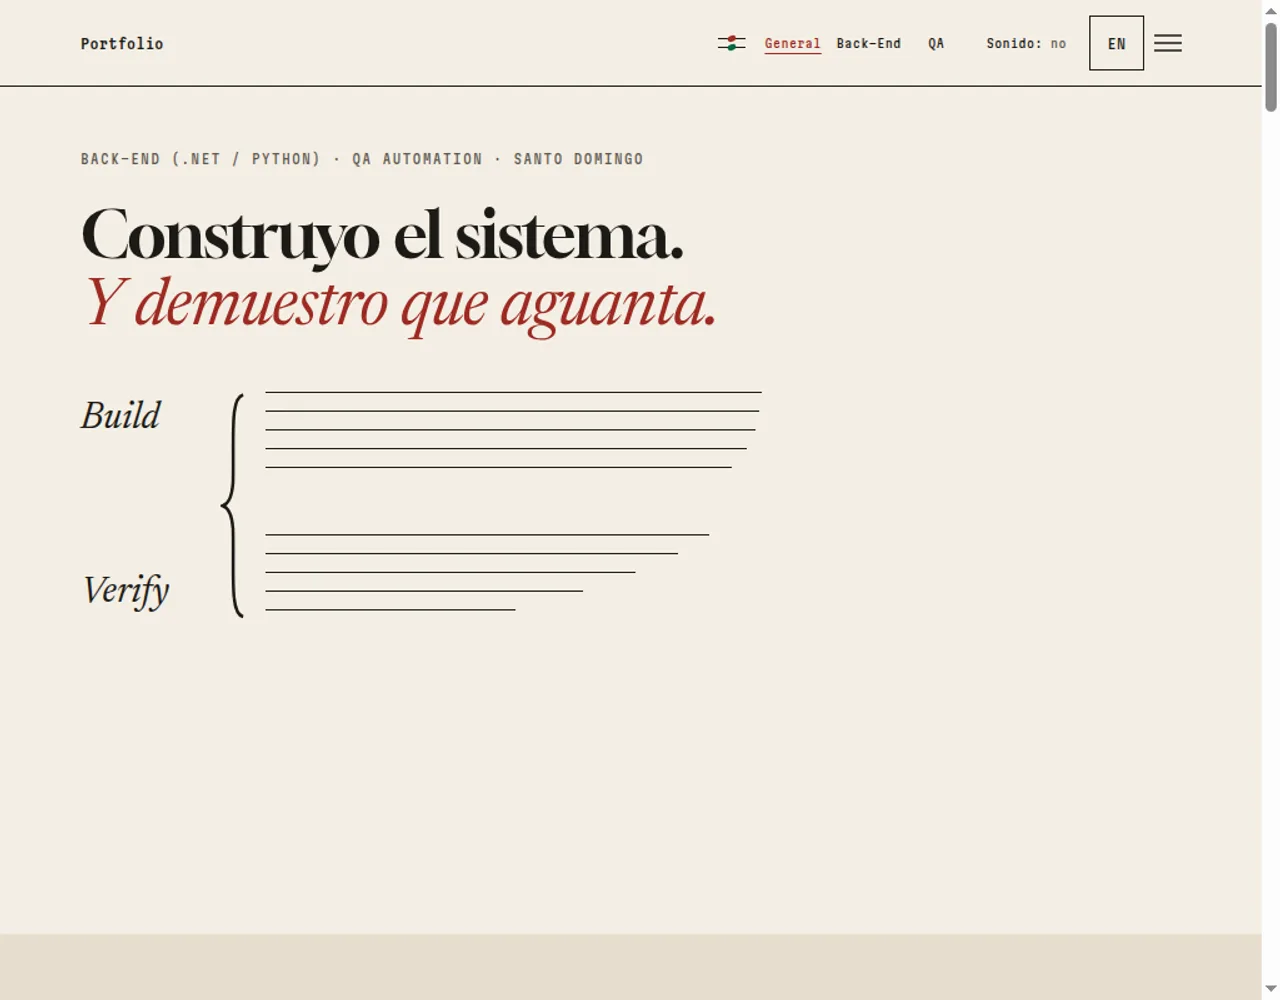 Portfolio
General Back-End QA Sonido: no EN
BACK-END (.NET / PYTHON) · QA AUTOMATION · SANTO DOMINGO
Construyo el sistema.
Y demuestro que aguanta.
Build
Verify